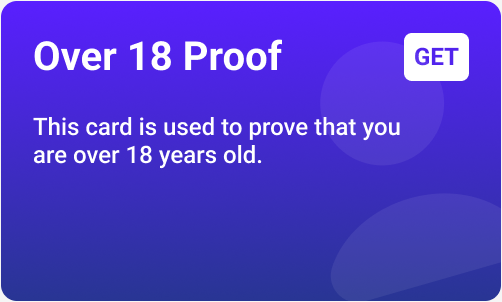 Over 18 Proof
GET
This card is used to prove that you
are over 18 years old.